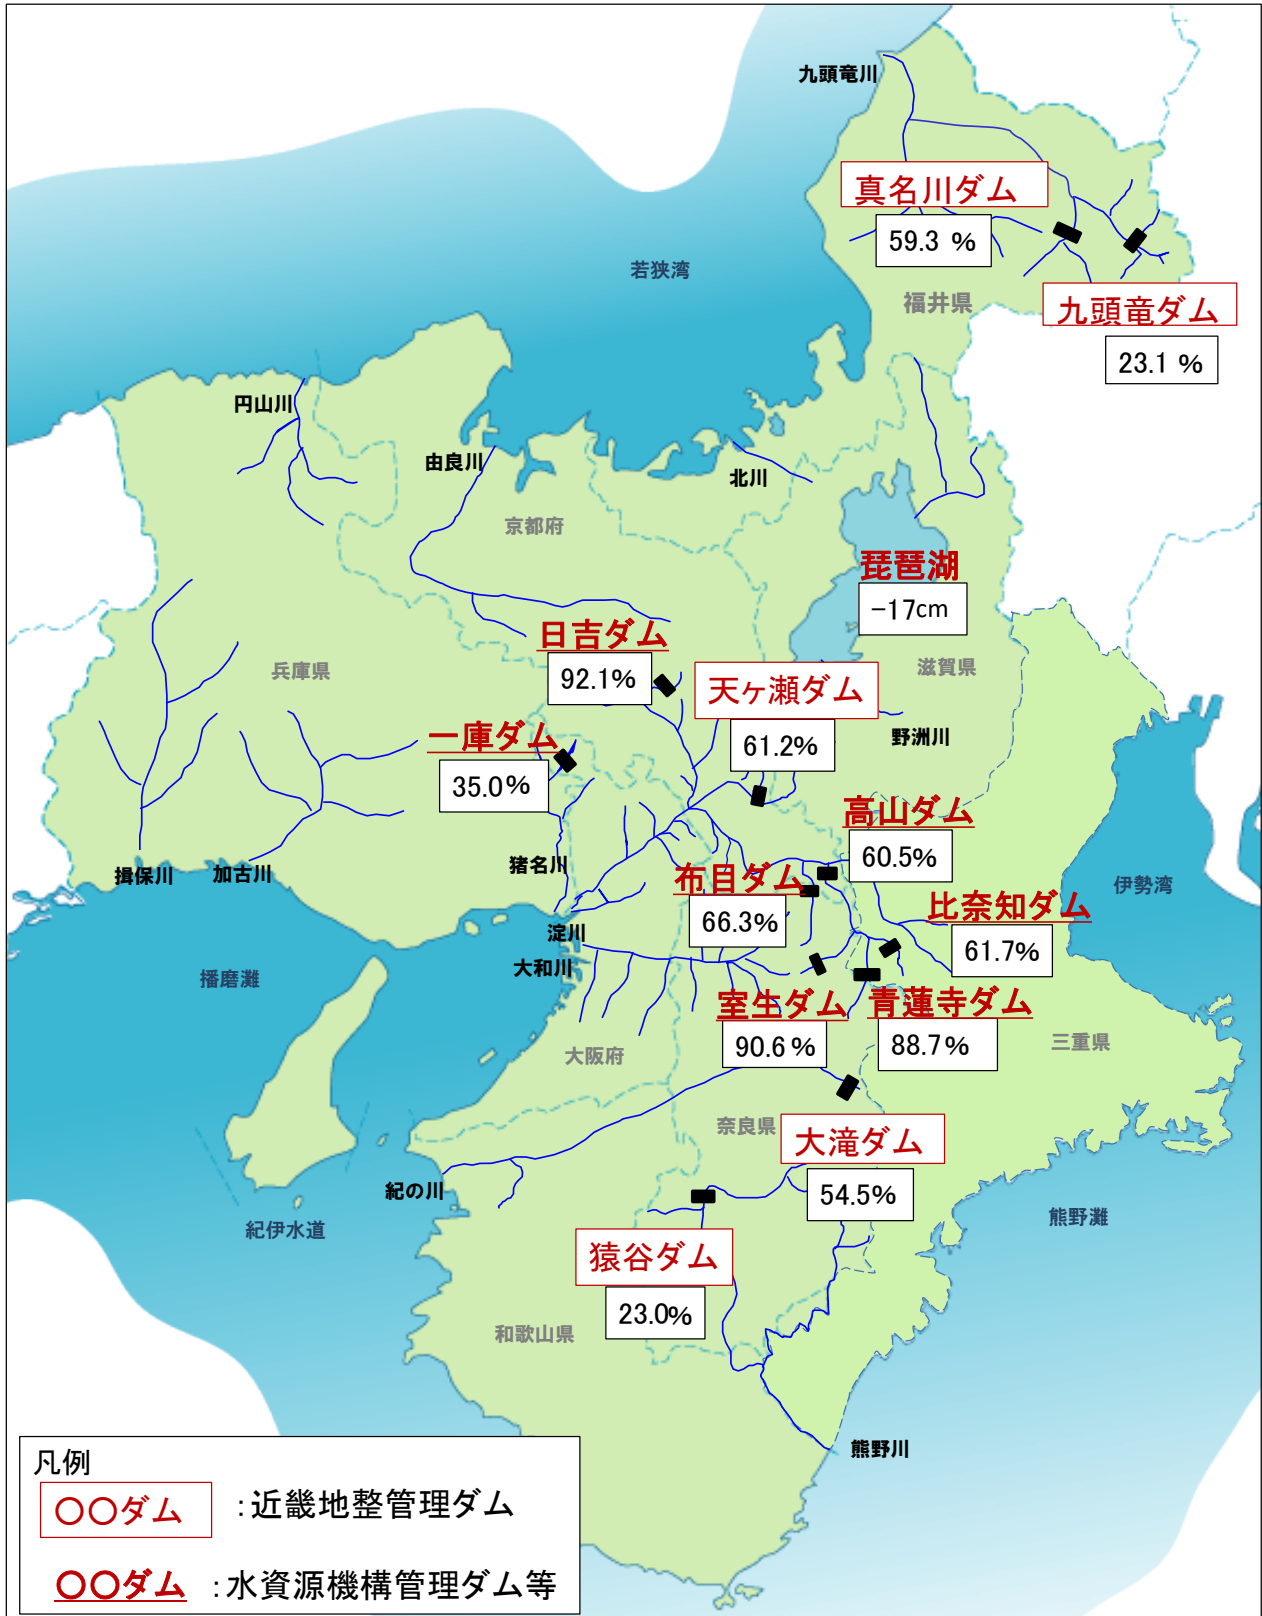 九頭竜川
真名川ダム
59.3 %
若狭湾
福井県
九頭竜ダム
23.1 %
円山川
由良川
北川
京都府
琵琶湖
-17cm
日吉ダム
92.1%
兵庫県
滋賀県
天ヶ瀬ダム
61.2%
野洲川
一庫ダム
35.0%
高山ダム
60.5%
猪名川
揖保川
加古川
布目ダム
66.3%
伊勢湾
比奈知ダム
61.7%
淀川
大和川
播磨灘
室生ダム
90.6%
青蓮寺ダム
88.7%
大阪府
三重県
奈良県
大滝ダム
54.5%
紀の川
紀伊水道
熊野灘
猿谷ダム
23.0%
和歌山県
熊野川
凡例
〇〇ダム :近畿地整管理ダム
〇〇ダム :水資源機構管理ダム等